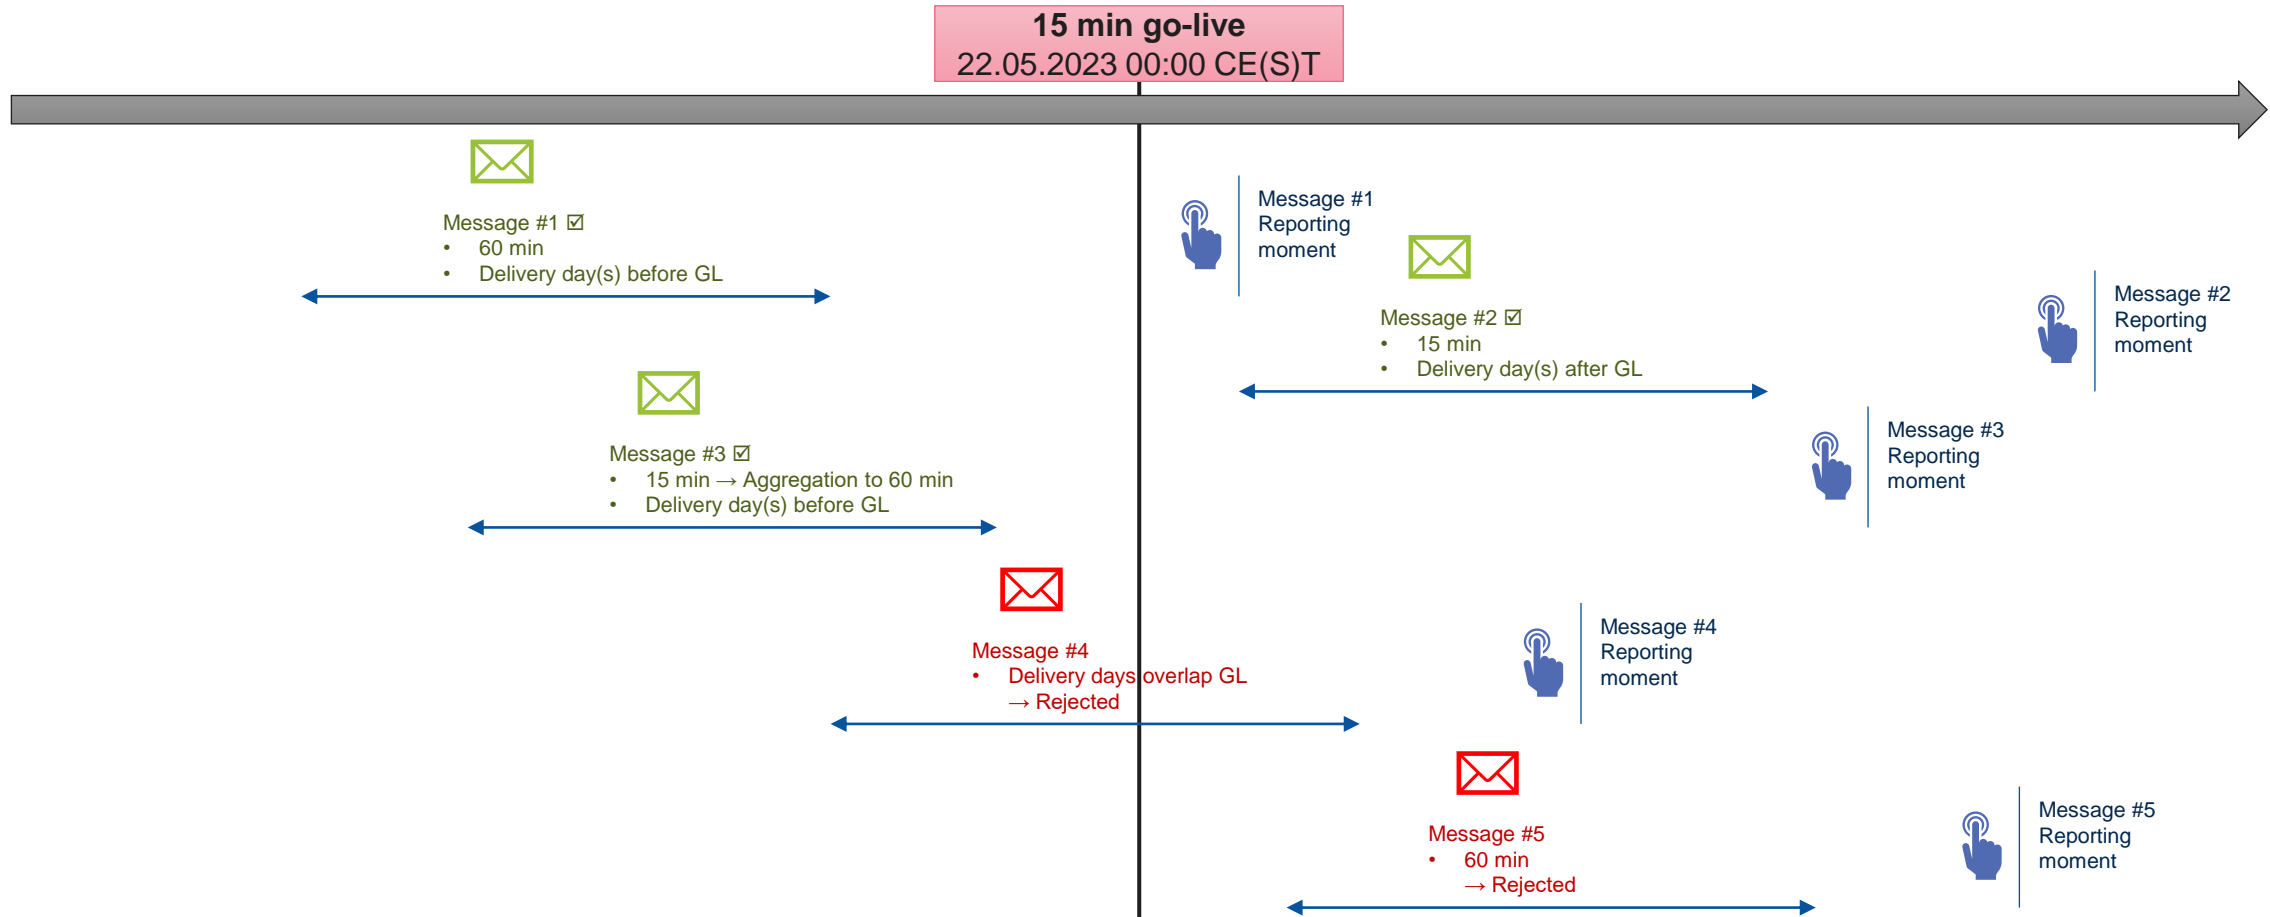 15 min go-live
22.05.2023 00:00 CE(S)T
Message #1 ☑
• 60 min
• Delivery day(s) before GL
Message #1
Reporting
moment
Message #2 ☑
• 15 min
• Delivery day(s) after GL
Message #2
Reporting
moment
Message #3 ☑
• 15 min → Aggregation to 60 min
• Delivery day(s) before GL
Message #3
Reporting
moment
Message #4
• Delivery days overlap GL
→ Rejected
Message #4
Reporting
moment
Message #5
• 60 min
→ Rejected
Message #5
Reporting
moment